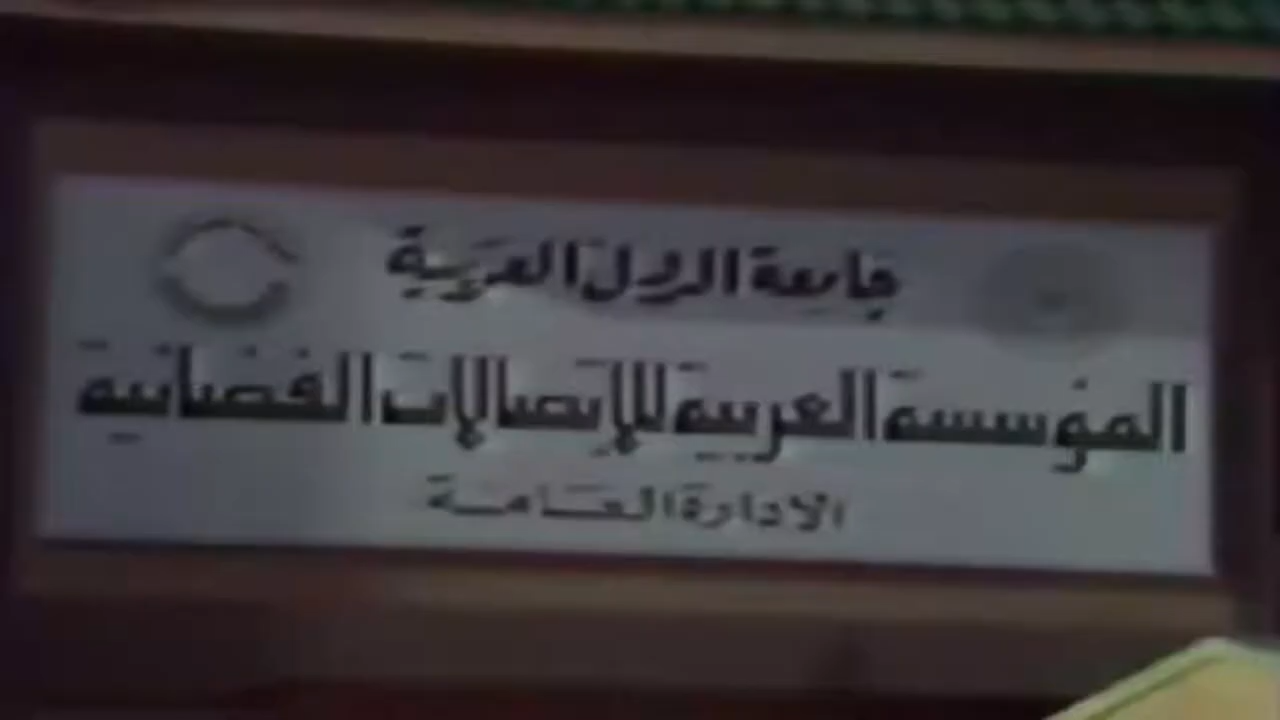 جامعة الدول العربية
المؤسسة العربية للإتصالات الفضائية
الادارة العامة